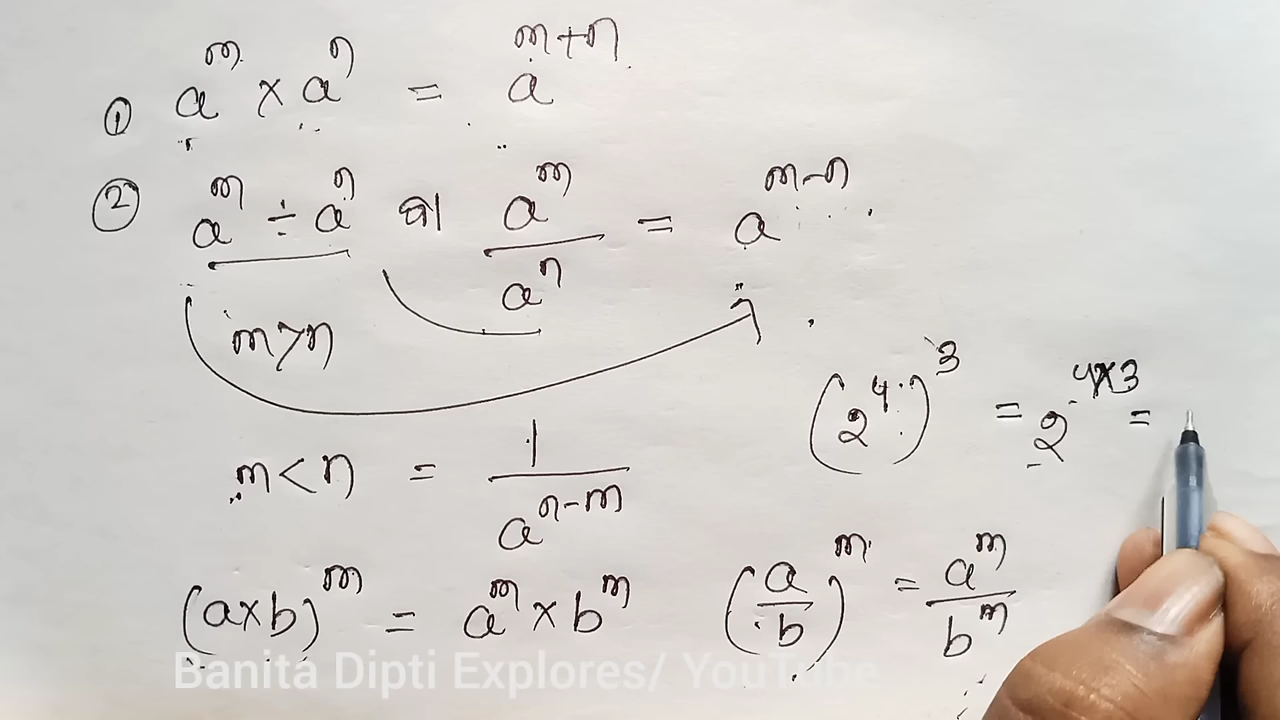 ① a^m × a^n = a^(m+n)
② a^m ÷ a^n ବା a^m/a^n = a^(m-n)
m>n
(2^4)^3 = 2^(4×3) =
m<n = 1/a^(n-m)
(a×b)^m = a^m × b^m
(a/b)^m = a^m/b^m
Banita Dipti Explores/ YouTube